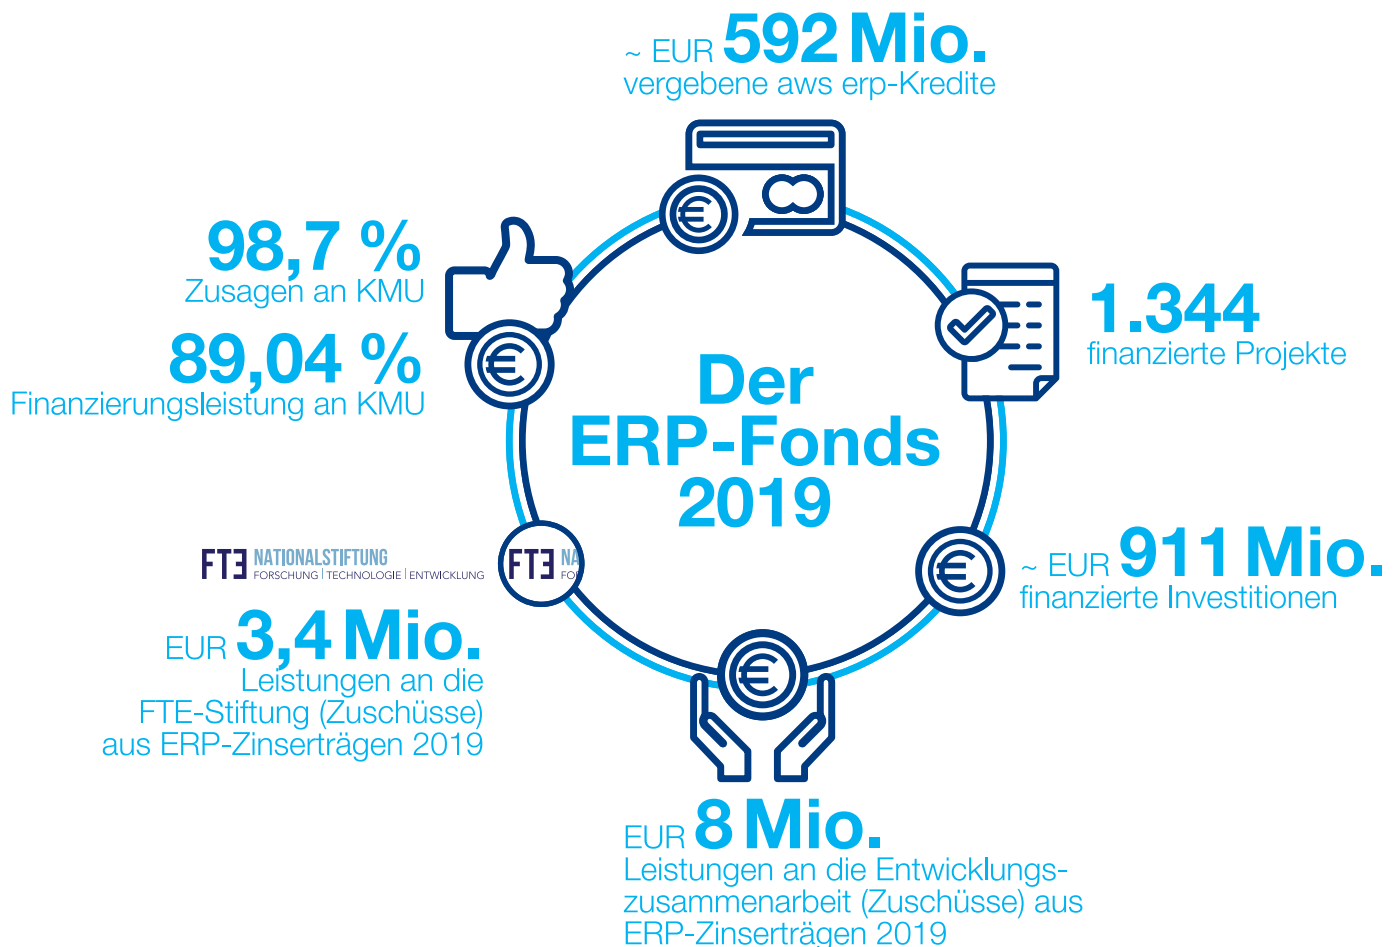 ~ EUR 592 Mio.
vergebene aws erp-Kredite
1.344
finanzierte Projekte
~ EUR 911 Mio.
finanzierte Investitionen
EUR 8 Mio.
Leistungen an die Entwicklungs-
zusammenarbeit (Zuschüsse) aus
ERP-Zinserträgen 2019
FTE NATIONALSTIFTUNG
FORSCHUNG | TECHNOLOGIE | ENTWICKLUNG
FTE NA
FOR
EUR 3,4 Mio.
Leistungen an die
FTE-Stiftung (Zuschüsse)
aus ERP-Zinserträgen 2019
98,7 %
Zusagen an KMU
89,04 %
Finanzierungsleistung an KMU
Der
ERP-Fonds
2019